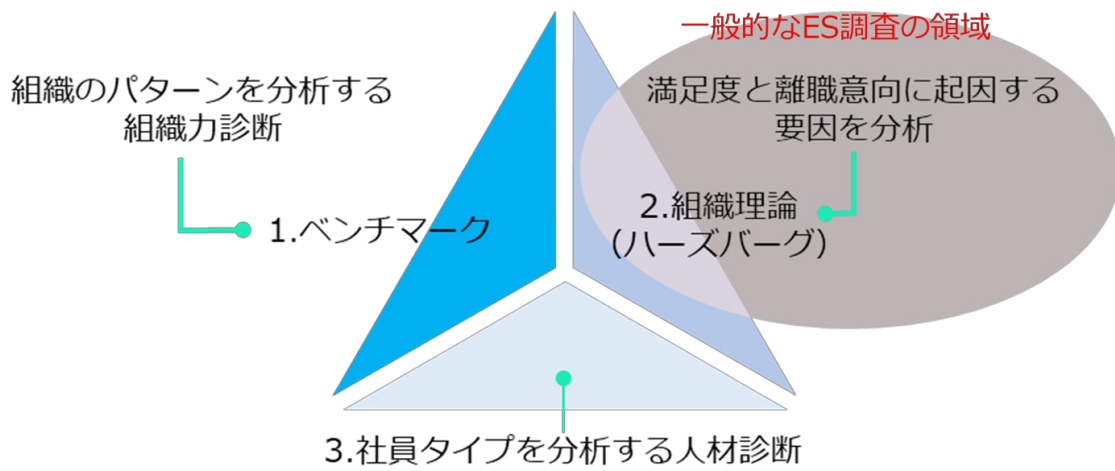 一般的なES調査の領域
組織のパターンを分析する
組織力診断
満足度と離職意向に起因する
要因を分析
1.ベンチマーク
2.組織理論
(ハーズバーグ)
3.社員タイプを分析する人材診断